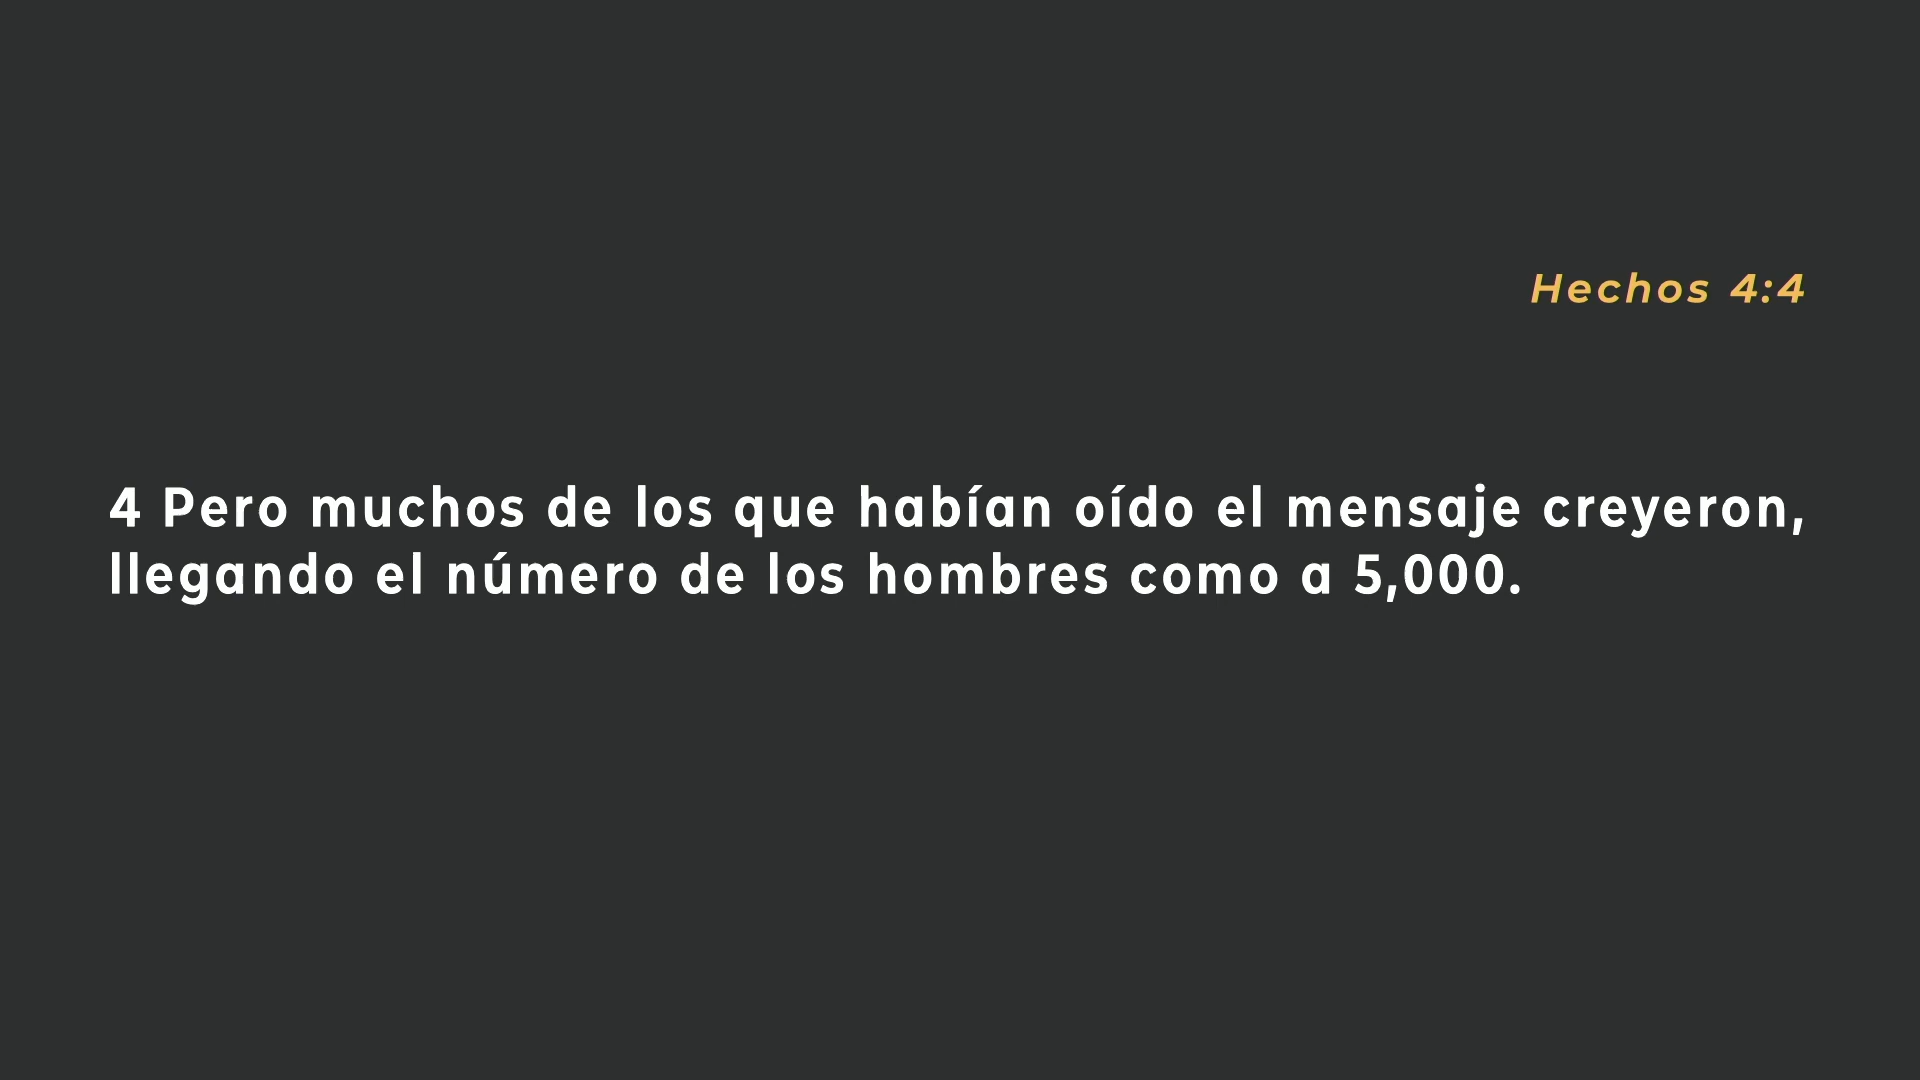 Hechos 4:4
4 Pero muchos de los que habían oído el mensaje creyeron,
llegando el número de los hombres como a 5,000.